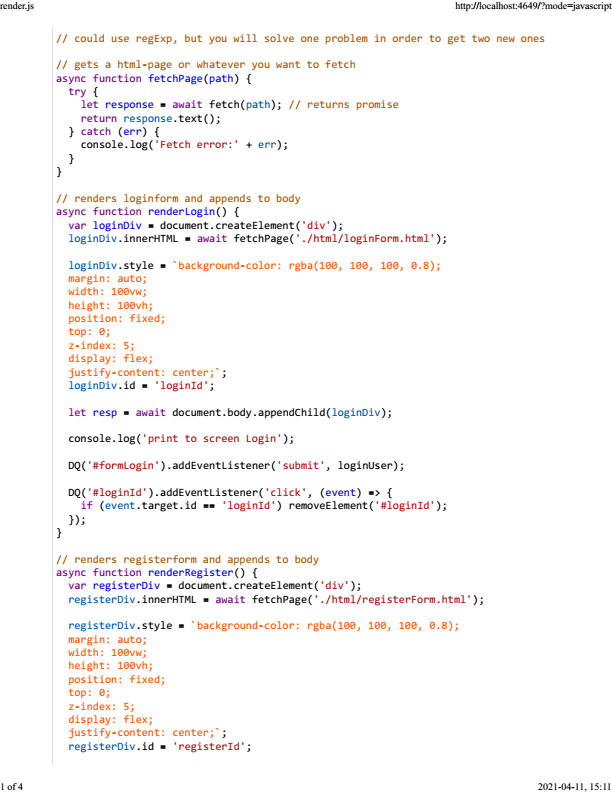 render.js http://localhost:4649/?mode=javascript
// could use regExp, but you will solve one problem in order to get two new ones
// gets a html-page or whatever you want to fetch
async function fetchPage(path) {
try {
let response = await fetch(path); // returns promise
return response.text();
} catch (err) {
console.log('Fetch error:' + err);
}
}
// renders loginform and appends to body
async function renderLogin() {
var loginDiv = document.createElement('div');
loginDiv.innerHTML = await fetchPage('./html/loginForm.html');
loginDiv.style = `background-color: rgba(100, 100, 100, 0.8);
margin: auto;
width: 100vw;
height: 100vh;
position: fixed;
top: 0;
z-index: 5;
display: flex;
justify-content: center;`;
loginDiv.id = 'loginId';
let resp = await document.body.appendChild(loginDiv);
console.log('print to screen Login');
DQ('#formLogin').addEventListener('submit', loginUser);
DQ('#loginId').addEventListener('click', (event) => {
if (event.target.id == 'loginId') removeElement('#loginId');
});
}
// renders registerform and appends to body
async function renderRegister() {
var registerDiv = document.createElement('div');
registerDiv.innerHTML = await fetchPage('./html/registerForm.html');
registerDiv.style = `background-color: rgba(100, 100, 100, 0.8);
margin: auto;
width: 100vw;
height: 100vh;
position: fixed;
top: 0;
z-index: 5;
display: flex;
justify-content: center;`;
registerDiv.id = 'registerId';
1 of 4 2021-04-11, 15:11